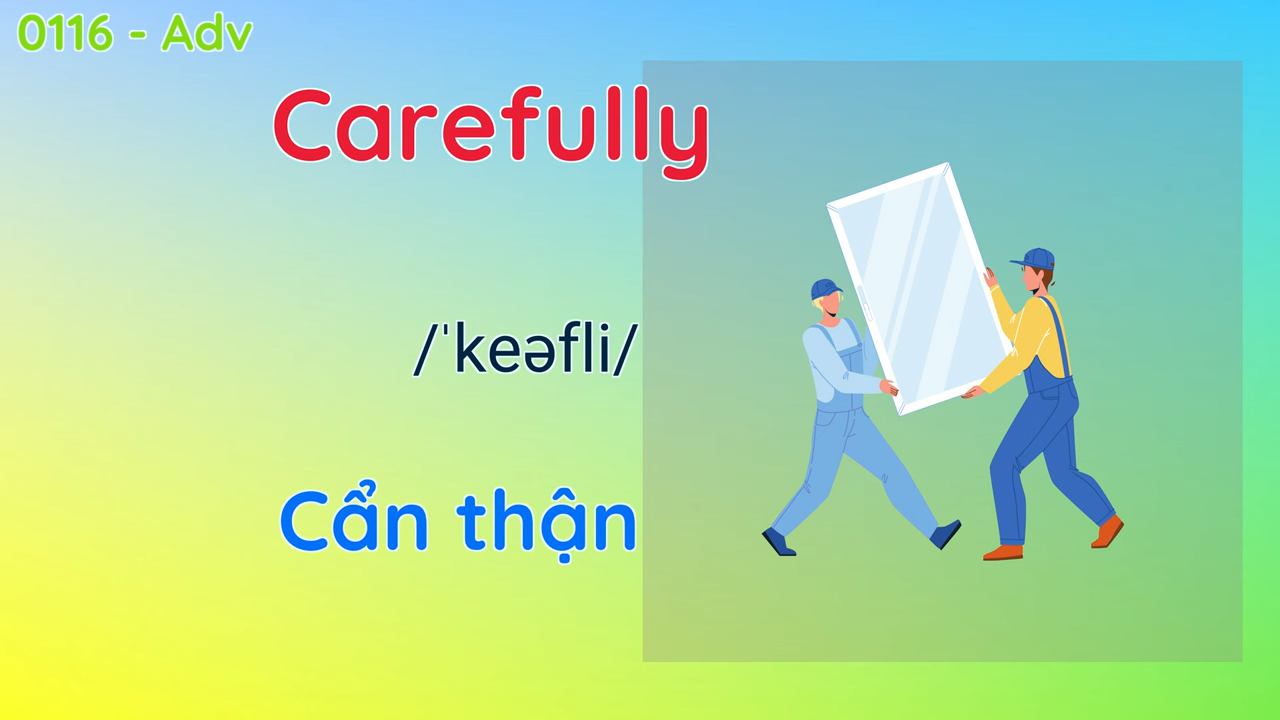 0116 - Adv
Carefully
/ˈkeəfli/
Cẩn thận